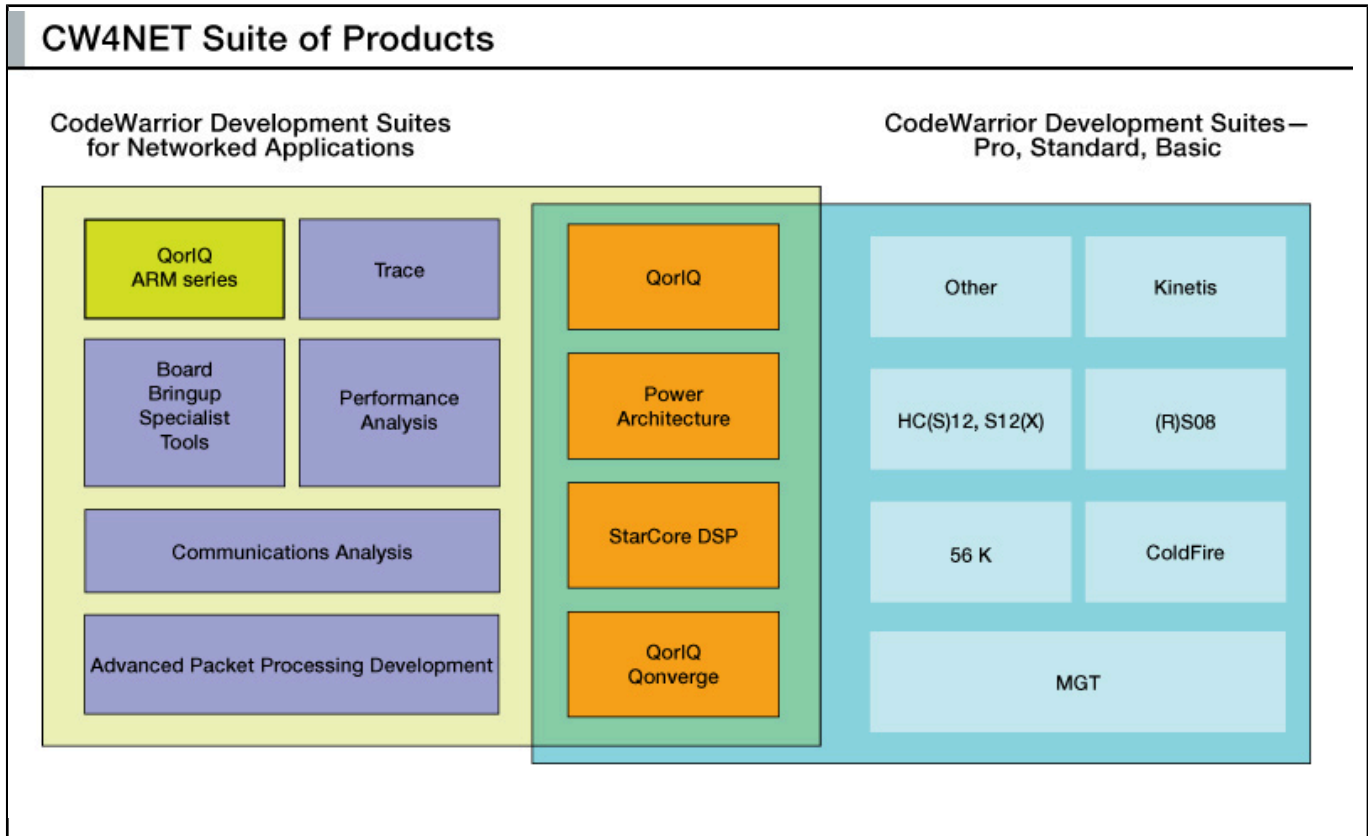 CW4NET Suite of Products
CodeWarrior Development Suites
for Networked Applications
CodeWarrior Development Suites—
Pro, Standard, Basic
QorIQ
ARM series
Trace
Board
Bringup
Specialist
Tools
Performance
Analysis
Communications Analysis
Advanced Packet Processing Development
QorIQ
Power
Architecture
StarCore DSP
QorIQ
Qonverge
Other
Kinetis
HC(S)12, S12(X)
(R)S08
56 K
ColdFire
MGT